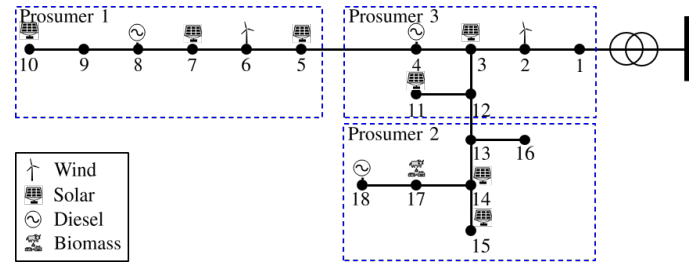 Prosumer 1
Prosumer 3
10 9 8 7 6 5 4 3 2 1
11 12
Prosumer 2
13 16
Wind
Solar
Diesel
Biomass
18 17 14
15